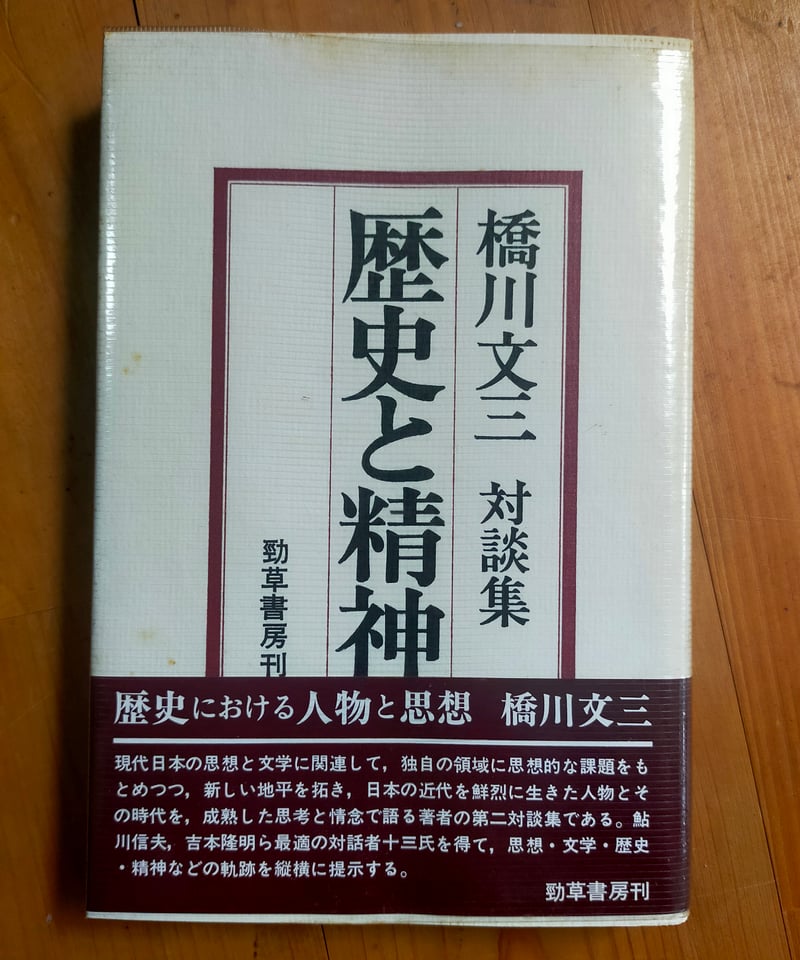 橋川文三 対談集
歴史と精神
勁草書房刊
歴史における人物と思想 橋川文三
現代日本の思想と文学に関連して，独自の領域に思想的な課題をも
とめつつ，新しい地平を拓き，日本の近代を鮮烈に生きた人物とそ
の時代を，成熟した思考と情念で語る著者の第二対談集である。鮎
川信夫，吉本隆明ら最適の対話者十三氏を得て，思想・文学・歴史
・精神などの軌跡を縦横に提示する。
勁草書房刊